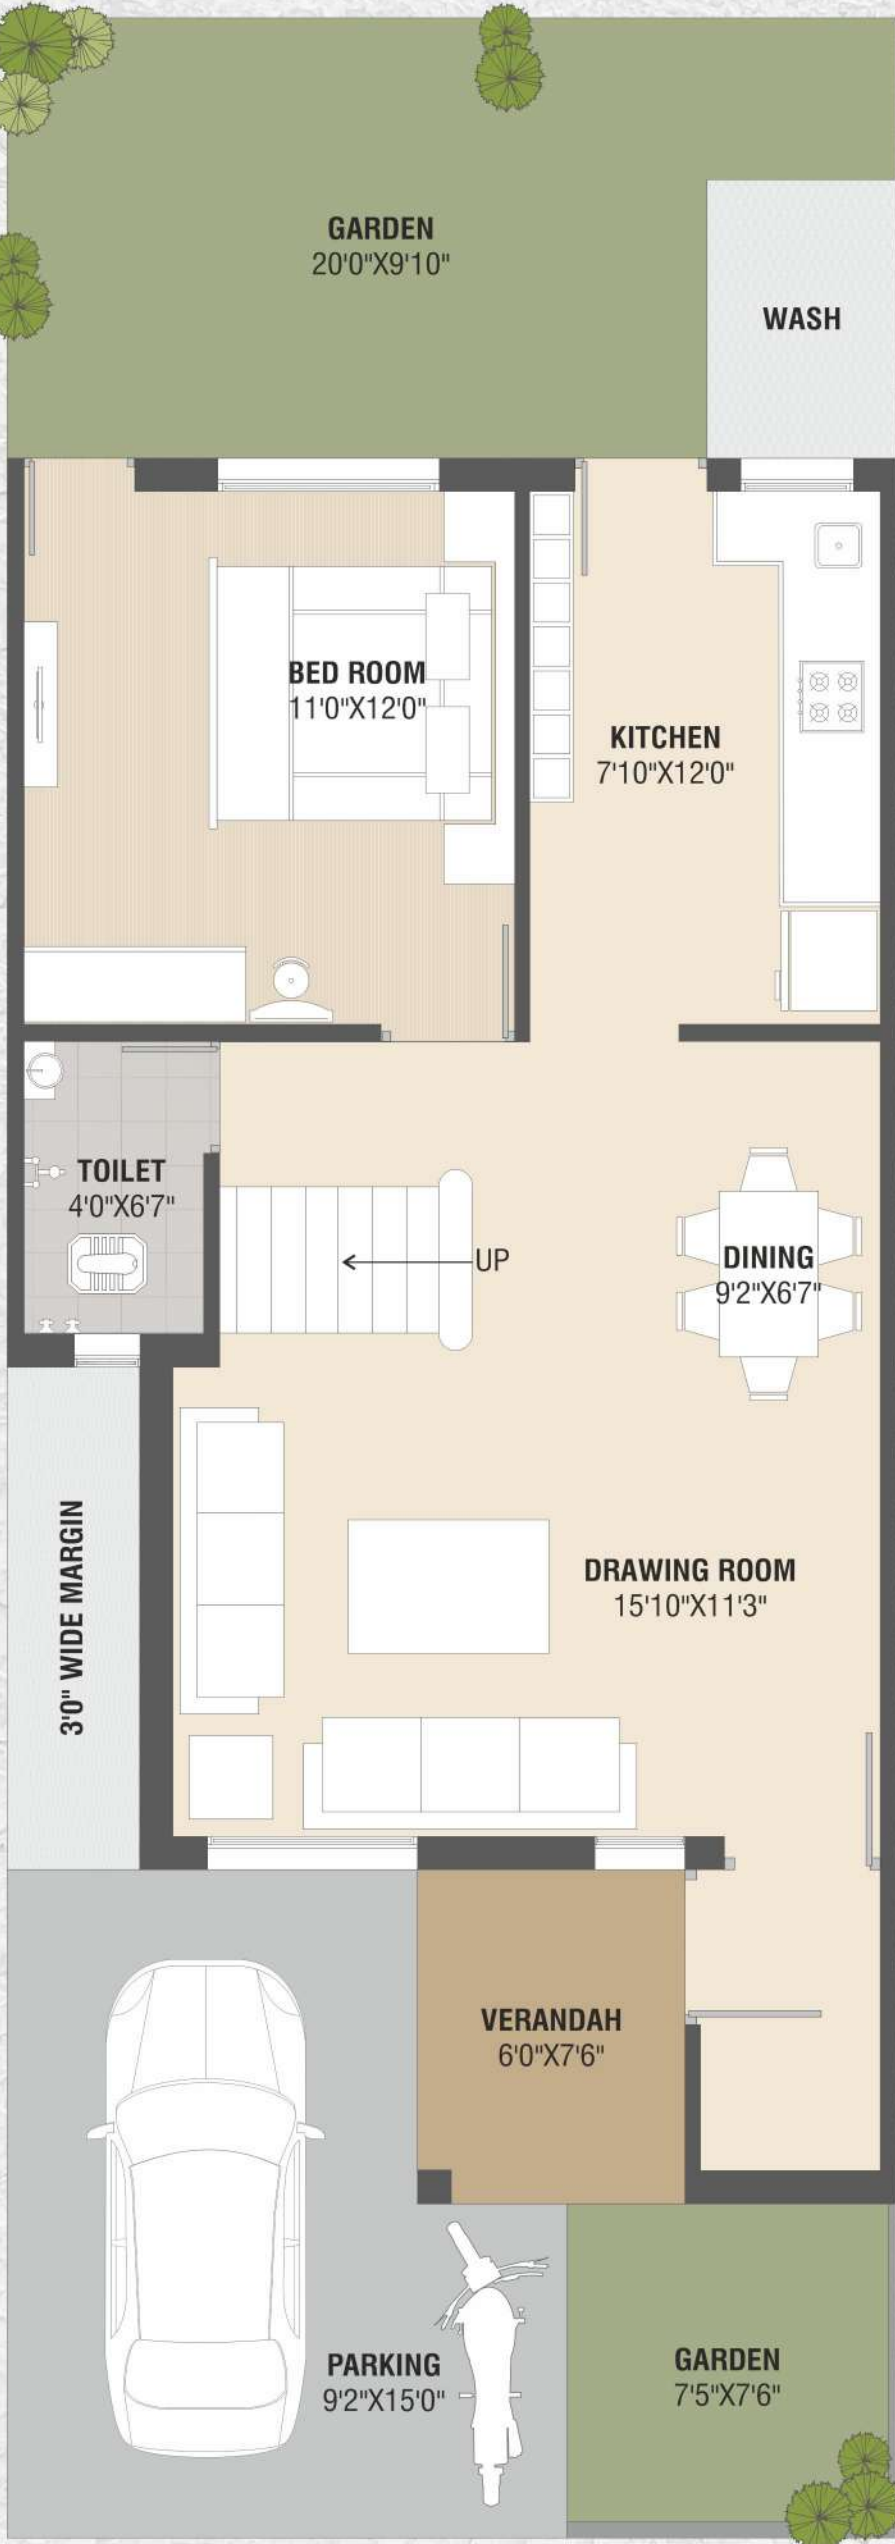 GARDEN
20'0"X9'10"
WASH
BED ROOM
11'0"X12'0"
KITCHEN
7'10"X12'0"
TOILET
4'0"X6'7"
UP
DINING
9'2"X6'7"
3'0" WIDE MARGIN
DRAWING ROOM
15'10"X11'3"
VERANDAH
6'0"X7'6"
PARKING
9'2"X15'0"
GARDEN
7'5"X7'6"